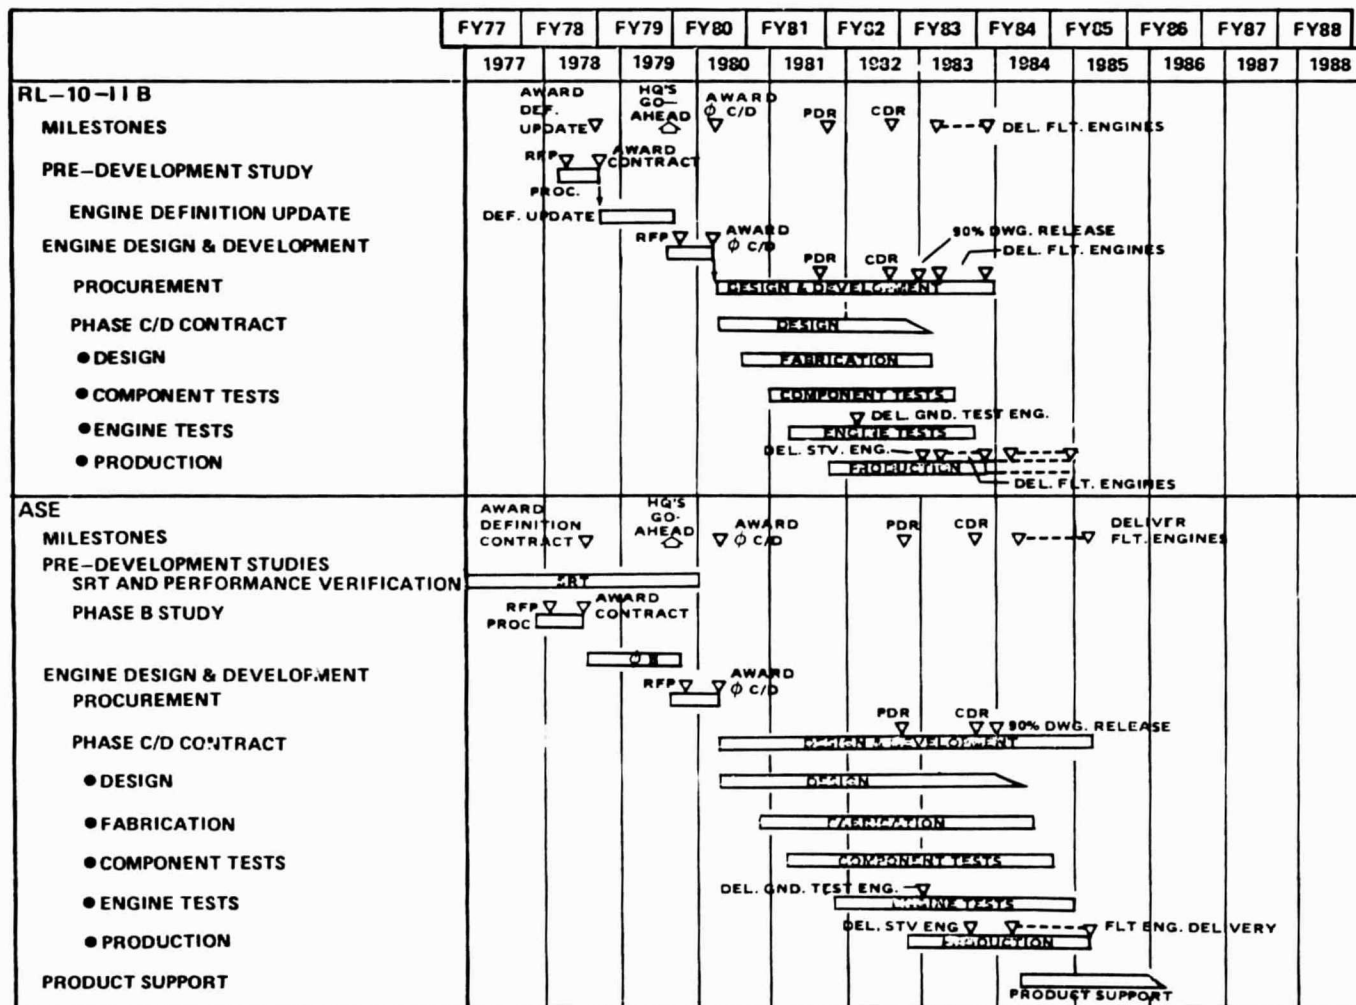 FY77 FY78 FY79 FY80 FY81 FY82 FY83 FY84 FY85 FY86 FY87 FY88
1977 1978 1979 1980 1981 1982 1983 1984 1985 1986 1987 1988
RL-10-IIB
MILESTONES
AWARD
DEF.
UPDATE
HQ'S
GO-
AHEAD
AWARD
ϕ C/D
PDR
CDR
DEL. FLT. ENGINES
PRE-DEVELOPMENT STUDY
RFP
AWARD
CONTRACT
PROC.
ENGINE DEFINITION UPDATE
DEF. UPDATE
ENGINE DESIGN & DEVELOPMENT
RFP
AWARD
ϕ C/D
90% DWG. RELEASE
DEL. FLT. ENGINES
PDR
CDR
PROCUREMENT
DESIGN & DEVELOPMENT
PHASE C/D CONTRACT
DESIGN
● DESIGN
FABRICATION
● COMPONENT TESTS
COMPONENT TESTS
DEL. GND. TEST ENG.
● ENGINE TESTS
ENGINE TESTS
DEL. STV. ENG.
● PRODUCTION
PRODUCTION
DEL. FLT. ENGINES
ASE
MILESTONES
AWARD
DEFINITION
CONTRACT
HQ'S
GO-
AHEAD
AWARD
ϕ C/D
PDR
CDR
DELIVER
FLT. ENGINES
PRE-DEVELOPMENT STUDIES
SRT AND PERFORMANCE VERIFICATION
SRT
PHASE B STUDY
RFP
PROC
AWARD
CONTRACT
ϕ B
ENGINE DESIGN & DEVELOPMENT
PROCUREMENT
RFP
AWARD
ϕ C/D
PDR
CDR
90% DWG. RELEASE
PHASE C/D CONTRACT
DESIGN & DEVELOPMENT
● DESIGN
DESIGN
● FABRICATION
FABRICATION
● COMPONENT TESTS
COMPONENT TESTS
DEL. GND. TEST ENG.
● ENGINE TESTS
ENGINE TESTS
DEL. STV ENG
FLT ENG. DELIVERY
● PRODUCTION
PRODUCTION
PRODUCT SUPPORT
PRODUCT SUPPORT